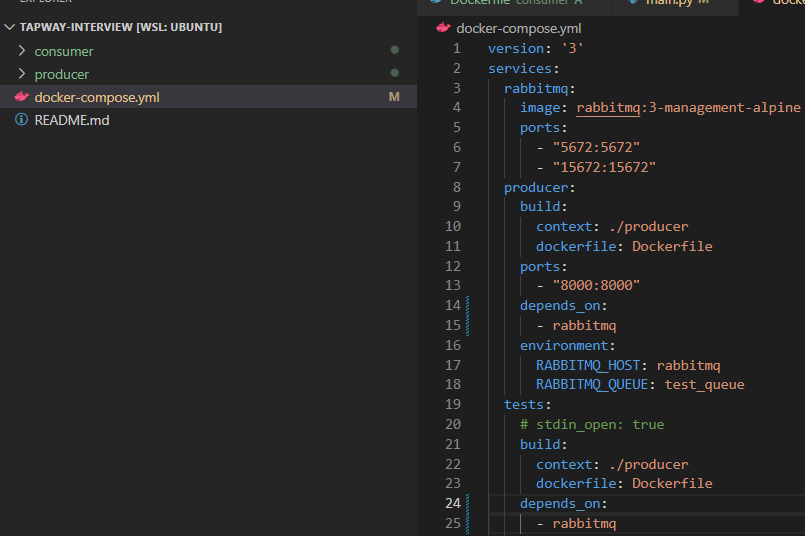 EXPLORER
Dockerfile consumer A
main.py M
TAPWAY-INTERVIEW [WSL: UBUNTU]
consumer
producer
docker-compose.yml M
README.md
docker-compose.yml
1 version: '3'
2 services:
3 rabbitmq:
4 image: rabbitmq:3-management-alpine
5 ports:
6 - "5672:5672"
7 - "15672:15672"
8 producer:
9 build:
10 context: ./producer
11 dockerfile: Dockerfile
12 ports:
13 - "8000:8000"
14 depends_on:
15 - rabbitmq
16 environment:
17 RABBITMQ_HOST: rabbitmq
18 RABBITMQ_QUEUE: test_queue
19 tests:
20 # stdin_open: true
21 build:
22 context: ./producer
23 dockerfile: Dockerfile
24 depends_on:
25 - rabbitmq